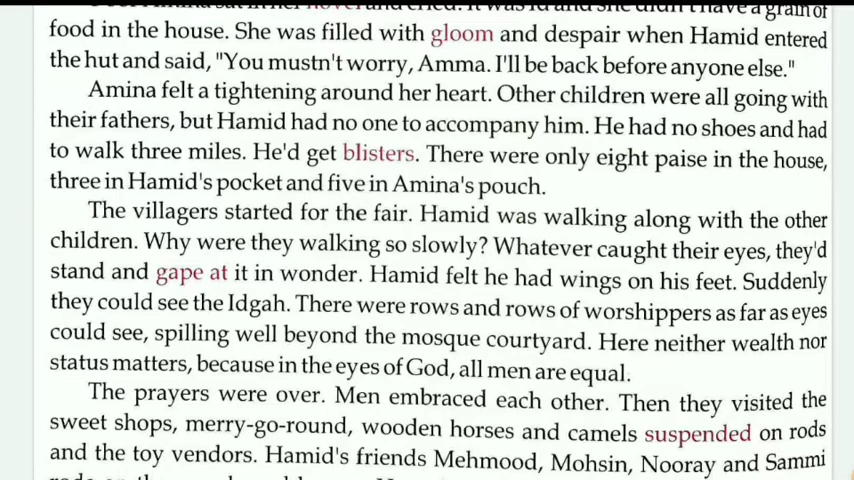 and cried. It was Id and she didn't have a grain of
food in the house. She was filled with gloom and despair when Hamid entered
the hut and said, "You mustn't worry, Amma. I'll be back before anyone else."
Amina felt a tightening around her heart. Other children were all going with
their fathers, but Hamid had no one to accompany him. He had no shoes and had
to walk three miles. He'd get blisters. There were only eight paise in the house,
three in Hamid's pocket and five in Amina's pouch.
The villagers started for the fair. Hamid was walking along with the other
children. Why were they walking so slowly? Whatever caught their eyes, they'd
stand and gape at it in wonder. Hamid felt he had wings on his feet. Suddenly
they could see the Idgah. There were rows and rows of worshippers as far as eyes
could see, spilling well beyond the mosque courtyard. Here neither wealth nor
status matters, because in the eyes of God, all men are equal.
The prayers were over. Men embraced each other. Then they visited the
sweet shops, merry-go-round, wooden horses and camels suspended on rods
and the toy vendors. Hamid's friends Mehmood, Mohsin, Nooray and Sammi